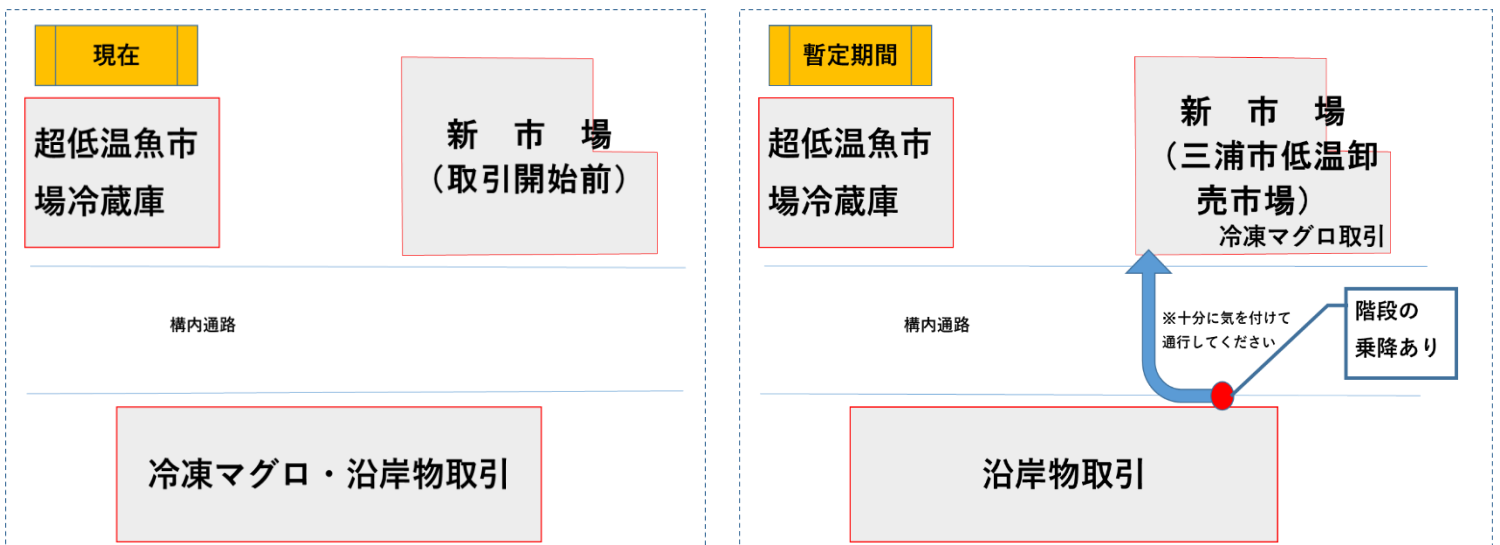 現在
超低温魚市
場冷蔵庫
新　市　場
（取引開始前）
構内通路
冷凍マグロ・沿岸物取引
暫定期間
超低温魚市
場冷蔵庫
新　市　場
（三浦市低温卸
売市場）
冷凍マグロ取引
構内通路
※十分に気を付けて
通行してください
階段の
乗降あり
沿岸物取引